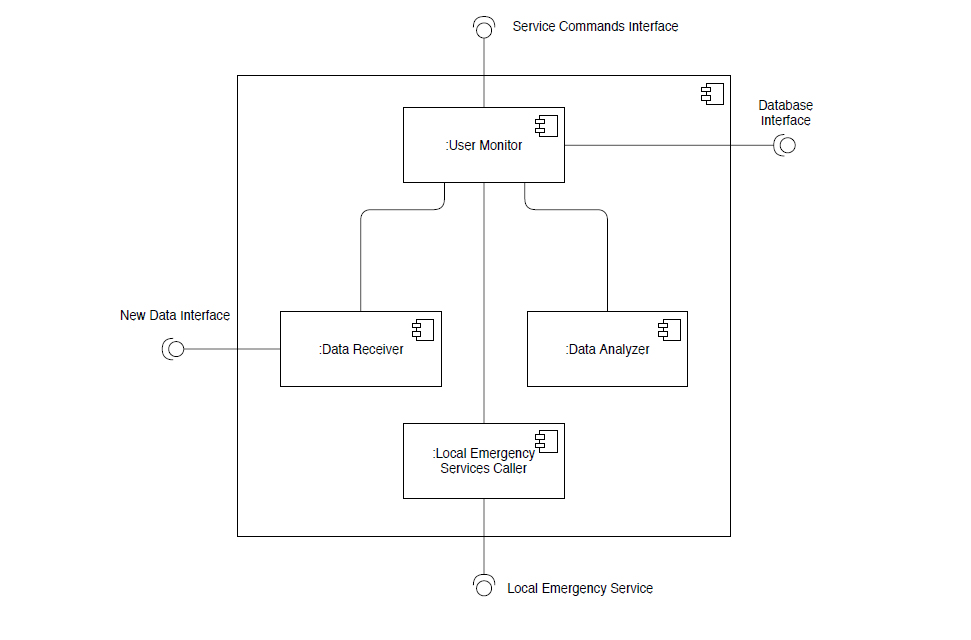 Service Commands Interface
Database
Interface
:User Monitor
New Data Interface
:Data Receiver
:Data Analyzer
:Local Emergency
Services Caller
Local Emergency Service